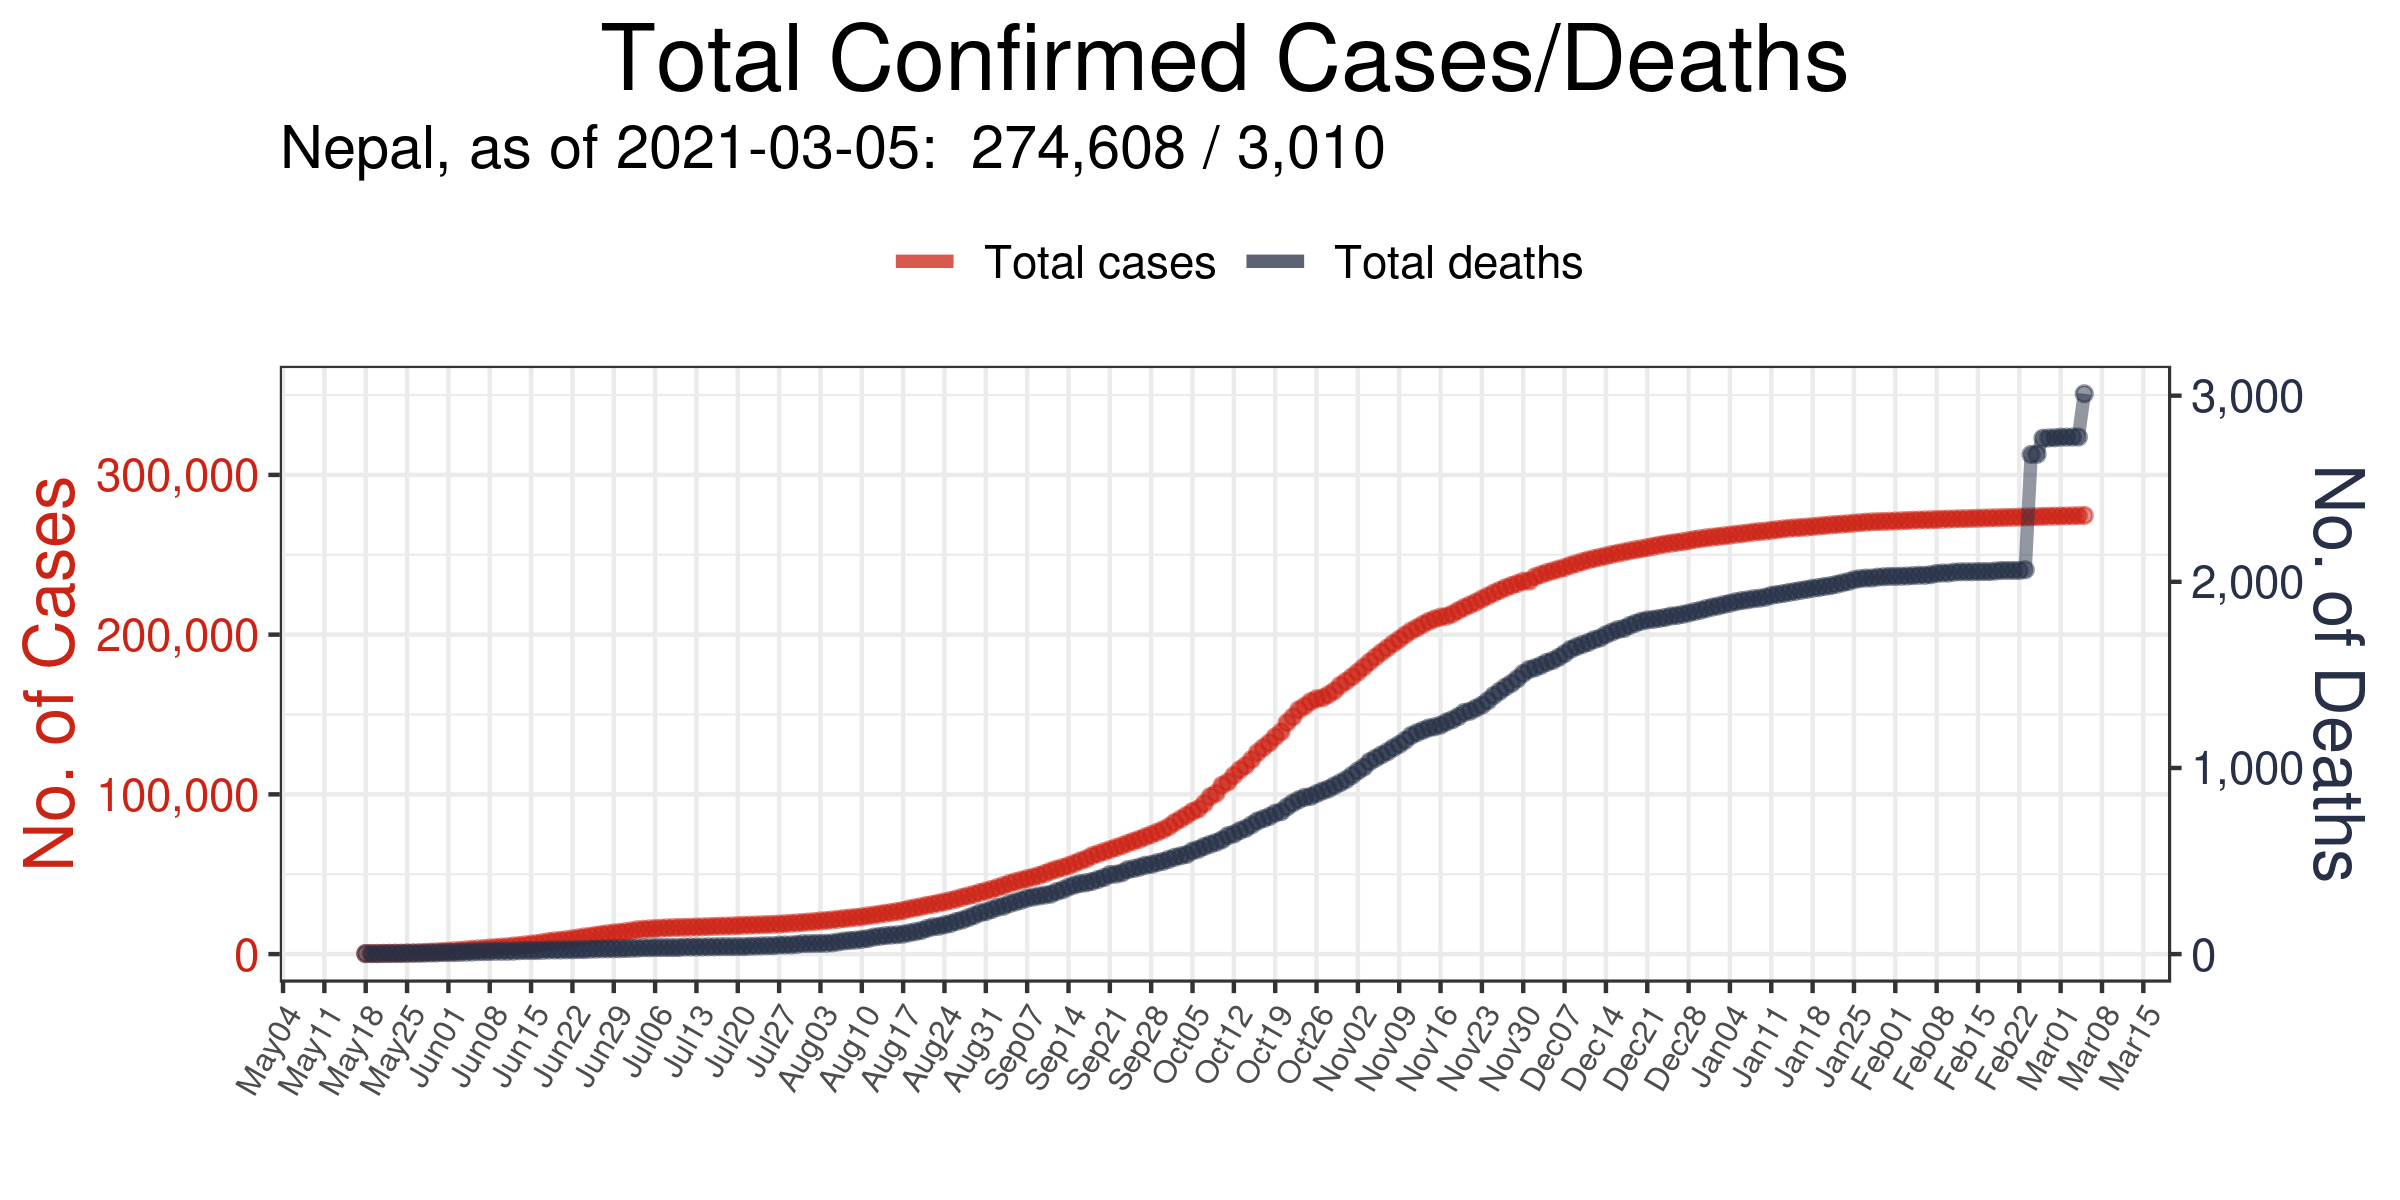 Total Confirmed Cases/Deaths
Nepal, as of 2021-03-05:  274,608 / 3,010
Total cases
Total deaths
No. of Cases
300,000
200,000
100,000
0
3,000
2,000
1,000
0
No. of Deaths
May04
May11
May18
May25
Jun01
Jun08
Jun15
Jun22
Jun29
Jul06
Jul13
Jul20
Jul27
Aug03
Aug10
Aug17
Aug24
Aug31
Sep07
Sep14
Sep21
Sep28
Oct05
Oct12
Oct19
Oct26
Nov02
Nov09
Nov16
Nov23
Nov30
Dec07
Dec14
Dec21
Dec28
Jan04
Jan11
Jan18
Jan25
Feb01
Feb08
Feb15
Feb22
Mar01
Mar08
Mar15